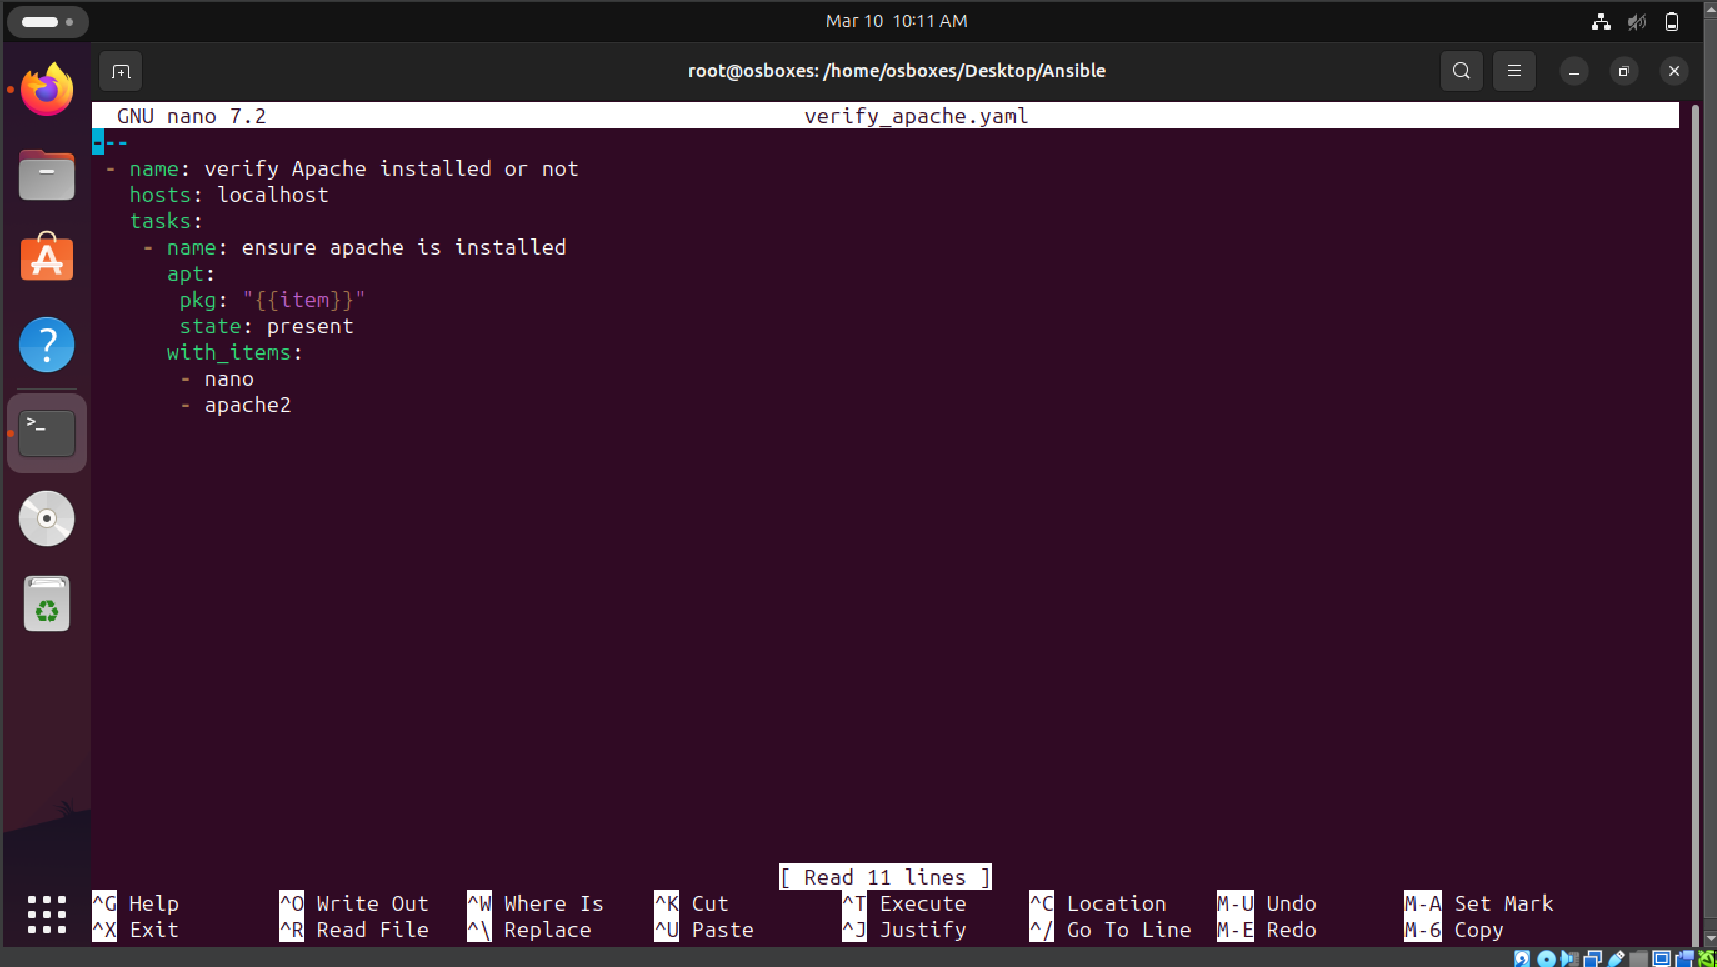 Mar 10 10:11 AM
root@osboxes: /home/osboxes/Desktop/Ansible
GNU nano 7.2 verify_apache.yaml
---
- name: verify Apache installed or not
hosts: localhost
tasks:
- name: ensure apache is installed
apt:
pkg: "{{item}}"
state: present
with_items:
- nano
- apache2
[ Read 11 lines ]
^G Help ^O Write Out ^W Where Is ^K Cut ^T Execute ^C Location M-U Undo M-A Set Mark
^X Exit ^R Read File ^\ Replace ^U Paste ^J Justify ^/ Go To Line M-E Redo M-6 Copy